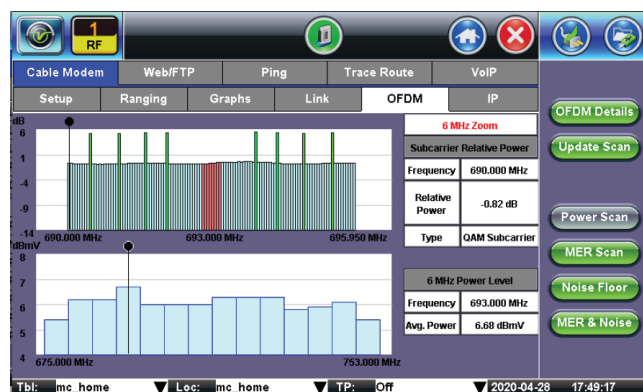 1
RF
Cable Modem Web/FTP Ping Trace Route VoIP
Setup Ranging Graphs Link OFDM IP
dB
6
1
-4
-9
-14
690.000 MHz 693.000 MHz 695.950 MHz
6 MHz Zoom
Subcarrier Relative Power
Frequency 690.000 MHz
Relative Power -0.82 dB
Type QAM Subcarrier
dBmV
8
7
6
5
4
675.000 MHz 753.000 MHz
6 MHz Power Level
Frequency 693.000 MHz
Avg. Power 6.68 dBmV
OFDM Details
Update Scan
Power Scan
MER Scan
Noise Floor
MER & Noise
Tbl: mc_home Loc: mc_home TP: Off 2020-04-28 17:49:17